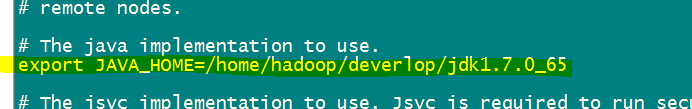 # remote nodes.
# The java implementation to use.
export JAVA_HOME=/home/hadoop/deverlop/jdk1.7.0_65
# The jsvc implementation to use. Jsvc is required to run sec